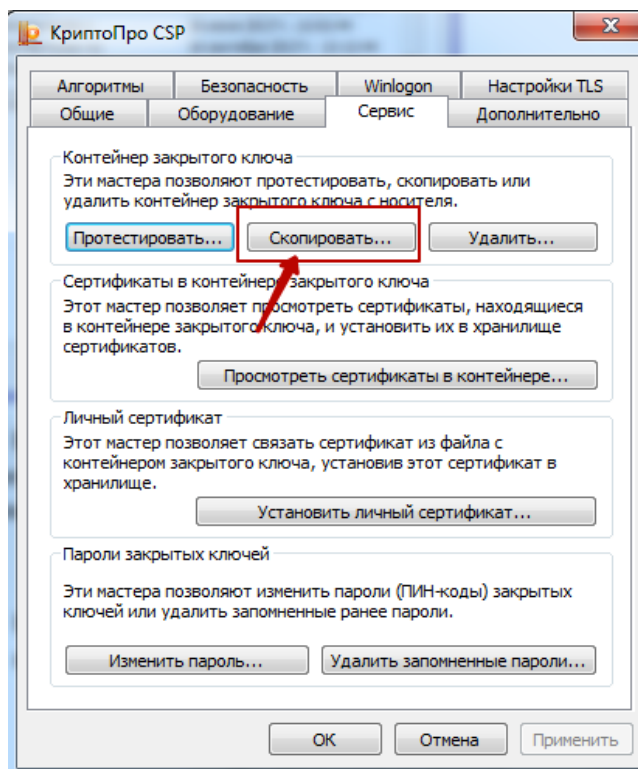 КриптоПро CSP
Алгоритмы Безопасность Winlogon Настройки TLS
Общие Оборудование Сервис Дополнительно
Контейнер закрытого ключа
Эти мастера позволяют протестировать, скопировать или
удалить контейнер закрытого ключа с носителя.
Протестировать... Скопировать... Удалить...
Сертификаты в контейнере закрытого ключа
Этот мастер позволяет просмотреть сертификаты, находящиеся
в контейнере закрытого ключа, и установить их в хранилище
сертификатов.
Просмотреть сертификаты в контейнере...
Личный сертификат
Этот мастер позволяет связать сертификат из файла с
контейнером закрытого ключа, установив этот сертификат в
хранилище.
Установить личный сертификат...
Пароли закрытых ключей
Эти мастера позволяют изменить пароли (ПИН-коды) закрытых
ключей или удалить запомненные ранее пароли.
Изменить пароль... Удалить запомненные пароли...
ОК Отмена Применить